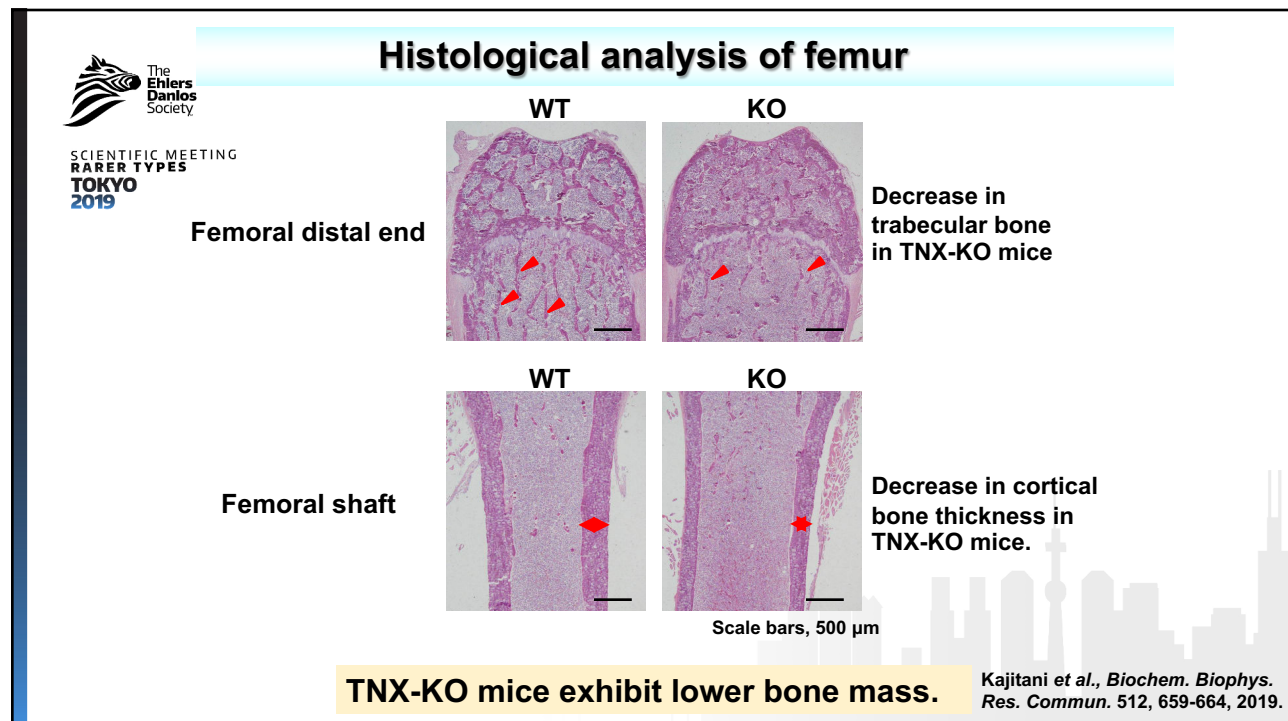 Histological analysis of femur
The
Ehlers
Danlos
Society.
SCIENTIFIC MEETING
RARER TYPES
TOKYO
2019
WT
KO
Femoral distal end
Decrease in
trabecular bone
in TNX-KO mice
WT
KO
Femoral shaft
Decrease in cortical
bone thickness in
TNX-KO mice.
Scale bars, 500 µm
TNX-KO mice exhibit lower bone mass.
Kajitani et al., Biochem. Biophys.
Res. Commun. 512, 659-664, 2019.